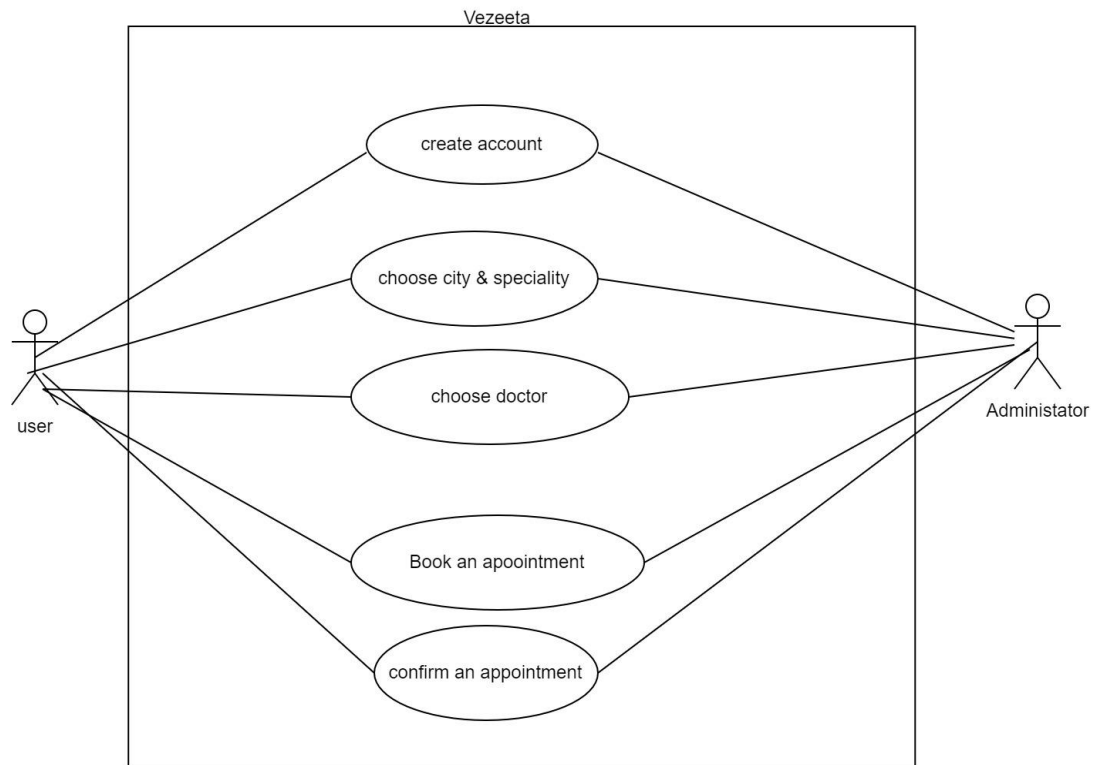 Vezeeta
create account
choose city & speciality
choose doctor
user
Administator
Book an apoointment
confirm an appointment